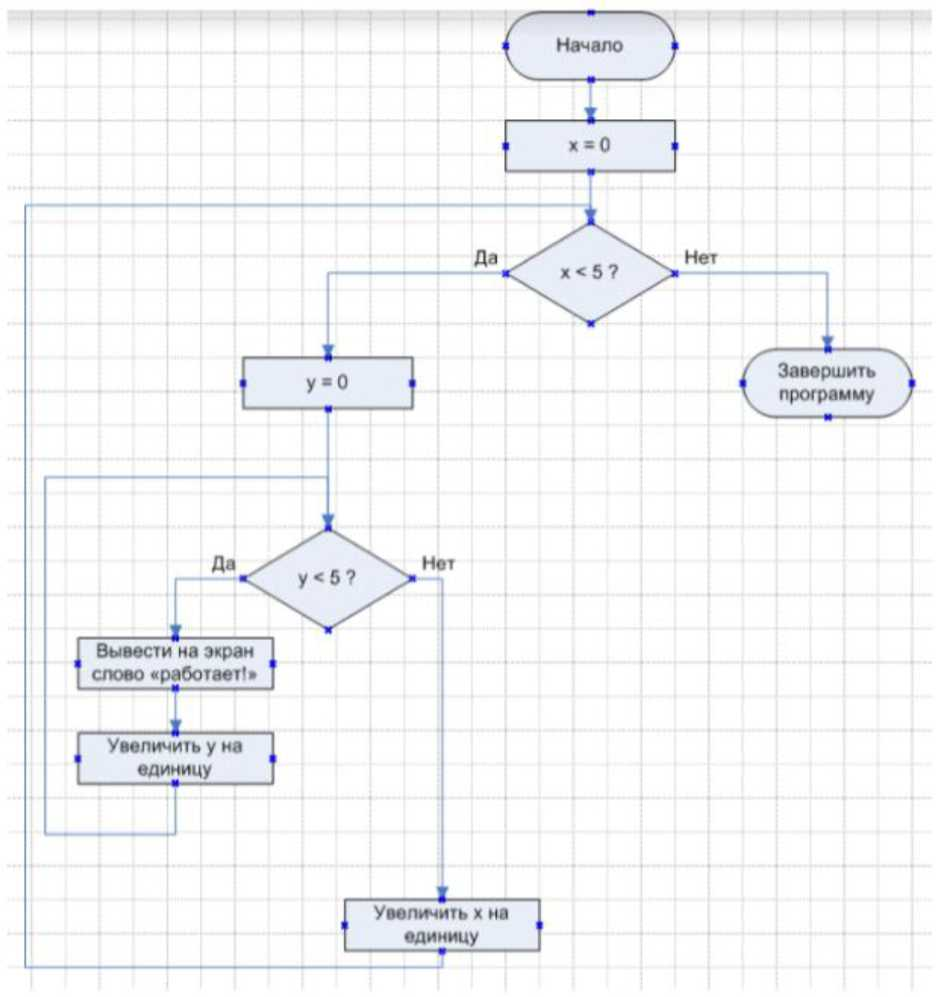 Начало
x = 0
Да
x < 5 ?
Нет
y = 0
Завершить
программу
Да
y < 5 ?
Нет
Вывести на экран
слово «работает!»
Увеличить y на
единицу
Увеличить x на
единицу